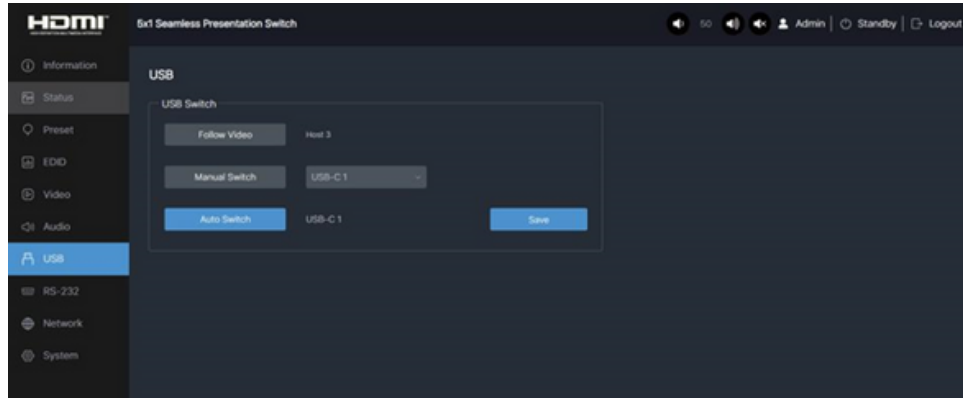 HDMI
5x1 Seamless Presentation Switch
50
Admin
Standby
Logout
Information
Status
Preset
EDID
Video
Audio
USB
RS-232
Network
System
USB
USB Switch
Follow Video Host 3
Manual Switch USB-C 1
Auto Switch USB-C 1 Save